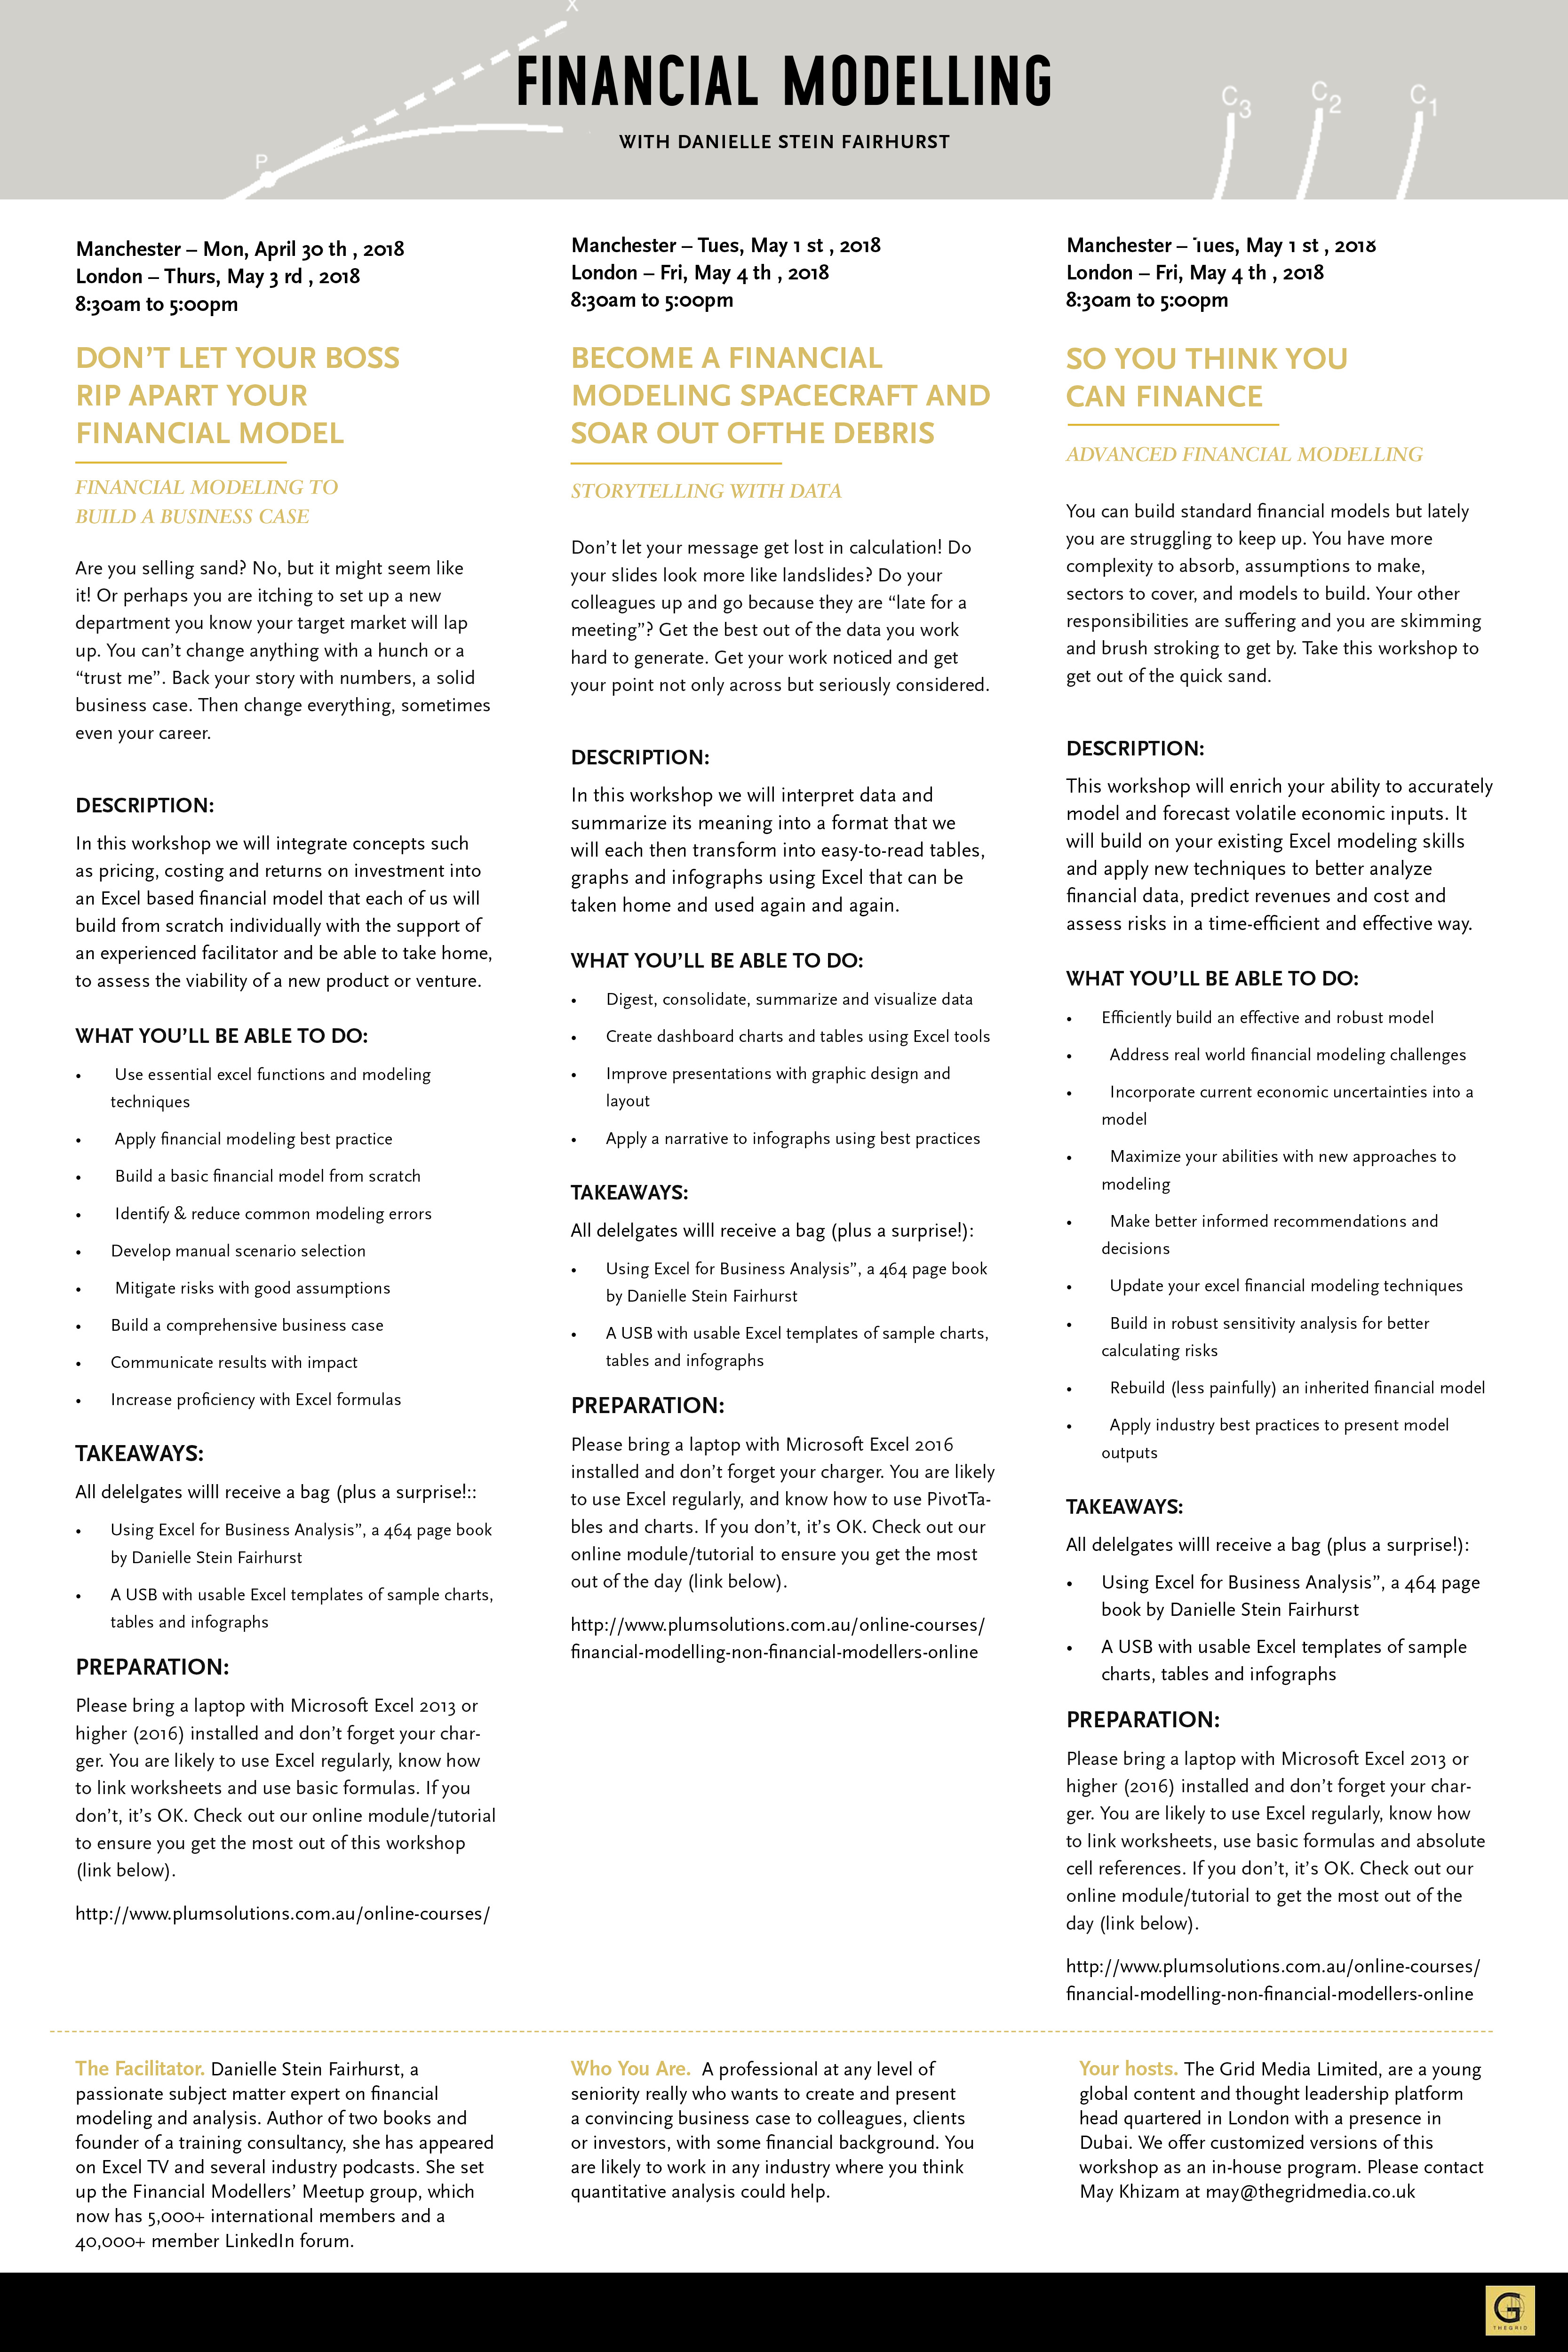 X
FINANCIAL MODELLING
WITH DANIELLE STEIN FAIRHURST
P
C3
C2
C1
Manchester – Mon, April 30 th , 2018
London – Thurs, May 3 rd , 2018
8:30am to 5:00pm
DON’T LET YOUR BOSS
RIP APART YOUR
FINANCIAL MODEL
FINANCIAL MODELING TO
BUILD A BUSINESS CASE
Are you selling sand? No, but it might seem like
it! Or perhaps you are itching to set up a new
department you know your target market will lap
up. You can’t change anything with a hunch or a
“trust me”. Back your story with numbers, a solid
business case. Then change everything, sometimes
even your career.
DESCRIPTION:
In this workshop we will integrate concepts such
as pricing, costing and returns on investment into
an Excel based financial model that each of us will
build from scratch individually with the support of
an experienced facilitator and be able to take home,
to assess the viability of a new product or venture.
WHAT YOU’LL BE ABLE TO DO:
• Use essential excel functions and modeling
techniques
• Apply financial modeling best practice
• Build a basic financial model from scratch
• Identify & reduce common modeling errors
• Develop manual scenario selection
• Mitigate risks with good assumptions
• Build a comprehensive business case
• Communicate results with impact
• Increase proficiency with Excel formulas
TAKEAWAYS:
All delelgates willl receive a bag (plus a surprise!::
• Using Excel for Business Analysis”, a 464 page book
by Danielle Stein Fairhurst
• A USB with usable Excel templates of sample charts,
tables and infographs
PREPARATION:
Please bring a laptop with Microsoft Excel 2013 or
higher (2016) installed and don’t forget your char-
ger. You are likely to use Excel regularly, know how
to link worksheets and use basic formulas. If you
don’t, it’s OK. Check out our online module/tutorial
to ensure you get the most out of this workshop
(link below).
http://www.plumsolutions.com.au/online-courses/
Manchester – Tues, May 1 st , 2018
London – Fri, May 4 th , 2018
8:30am to 5:00pm
BECOME A FINANCIAL
MODELING SPACECRAFT AND
SOAR OUT OFTHE DEBRIS
STORYTELLING WITH DATA
Don’t let your message get lost in calculation! Do
your slides look more like landslides? Do your
colleagues up and go because they are “late for a
meeting”? Get the best out of the data you work
hard to generate. Get your work noticed and get
your point not only across but seriously considered.
DESCRIPTION:
In this workshop we will interpret data and
summarize its meaning into a format that we
will each then transform into easy-to-read tables,
graphs and infographs using Excel that can be
taken home and used again and again.
WHAT YOU’LL BE ABLE TO DO:
• Digest, consolidate, summarize and visualize data
• Create dashboard charts and tables using Excel tools
• Improve presentations with graphic design and
layout
• Apply a narrative to infographs using best practices
TAKEAWAYS:
All delelgates willl receive a bag (plus a surprise!):
• Using Excel for Business Analysis”, a 464 page book
by Danielle Stein Fairhurst
• A USB with usable Excel templates of sample charts,
tables and infographs
PREPARATION:
Please bring a laptop with Microsoft Excel 2016
installed and don’t forget your charger. You are likely
to use Excel regularly, and know how to use PivotTa-
bles and charts. If you don’t, it’s OK. Check out our
online module/tutorial to ensure you get the most
out of the day (link below).
http://www.plumsolutions.com.au/online-courses/
financial-modelling-non-financial-modellers-online
Manchester – Tues, May 1 st , 2018
London – Fri, May 4 th , 2018
8:30am to 5:00pm
SO YOU THINK YOU
CAN FINANCE
ADVANCED FINANCIAL MODELLING
You can build standard financial models but lately
you are struggling to keep up. You have more
complexity to absorb, assumptions to make,
sectors to cover, and models to build. Your other
responsibilities are suffering and you are skimming
and brush stroking to get by. Take this workshop to
get out of the quick sand.
DESCRIPTION:
This workshop will enrich your ability to accurately
model and forecast volatile economic inputs. It
will build on your existing Excel modeling skills
and apply new techniques to better analyze
financial data, predict revenues and cost and
assess risks in a time-efficient and effective way.
WHAT YOU’LL BE ABLE TO DO:
• Efficiently build an effective and robust model
• Address real world financial modeling challenges
• Incorporate current economic uncertainties into a
model
• Maximize your abilities with new approaches to
modeling
• Make better informed recommendations and
decisions
• Update your excel financial modeling techniques
• Build in robust sensitivity analysis for better
calculating risks
• Rebuild (less painfully) an inherited financial model
• Apply industry best practices to present model
outputs
TAKEAWAYS:
All delelgates willl receive a bag (plus a surprise!):
• Using Excel for Business Analysis”, a 464 page
book by Danielle Stein Fairhurst
• A USB with usable Excel templates of sample
charts, tables and infographs
PREPARATION:
Please bring a laptop with Microsoft Excel 2013 or
higher (2016) installed and don’t forget your char-
ger. You are likely to use Excel regularly, know how
to link worksheets, use basic formulas and absolute
cell references. If you don’t, it’s OK. Check out our
online module/tutorial to get the most out of the
day (link below).
http://www.plumsolutions.com.au/online-courses/
financial-modelling-non-financial-modellers-online
The Facilitator. Danielle Stein Fairhurst, a
passionate subject matter expert on financial
modeling and analysis. Author of two books and
founder of a training consultancy, she has appeared
on Excel TV and several industry podcasts. She set
up the Financial Modellers’ Meetup group, which
now has 5,000+ international members and a
40,000+ member LinkedIn forum.
Who You Are. A professional at any level of
seniority really who wants to create and present
a convincing business case to colleagues, clients
or investors, with some financial background. You
are likely to work in any industry where you think
quantitative analysis could help.
Your hosts. The Grid Media Limited, are a young
global content and thought leadership platform
head quartered in London with a presence in
Dubai. We offer customized versions of this
workshop as an in-house program. Please contact
May Khizam at may@thegridmedia.co.uk
G
THEGRID